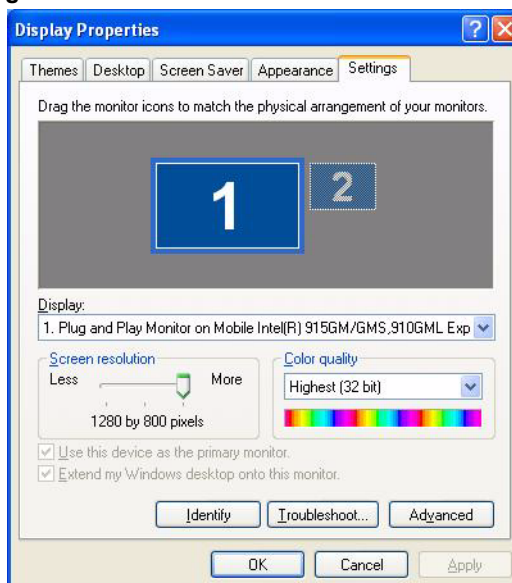 Display Properties
Themes Desktop Screen Saver Appearance Settings
Drag the monitor icons to match the physical arrangement of your monitors.
1 2
Display:
1. Plug and Play Monitor on Mobile Intel(R) 915GM/GMS,910GML Exp
Screen resolution
Less More
1280 by 800 pixels
Color quality
Highest (32 bit)
Use this device as the primary monitor.
Extend my Windows desktop onto this monitor.
Identify Troubleshoot... Advanced
OK Cancel Apply